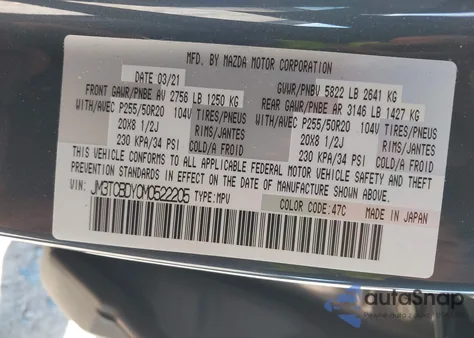 MFD. BY MAZDA MOTOR CORPORATION
DATE 03/21 GVWR/PNBV 5822 LB 2641 KG
FRONT GAWR/PNBE AV 2756 LB 1250 KG REAR GAWR/PNBE AR 3146 LB 1427 KG
WITH/AVEC P255/50R20 104V TIRES/PNEUS WITH/AVEC P255/50R20 104V TIRES/PNEUS
20X8 1/2J RIMS/JANTES 20X8 1/2J RIMS/JANTES
230 KPA/34 PSI COLD/A FROID 230 KPA/34 PSI COLD/A FROID
THIS VEHICLE CONFORMS TO ALL APPLICABLE FEDERAL MOTOR VEHICLE SAFETY AND THEFT
PREVENTION STANDARDS IN EFFECT ON THE DATE OF MANUFACTURE SHOWN ABOVE.
VIN: JM3TCBDY0M0522205 TYPE: MPV
COLOR CODE: 47C MADE IN JAPAN
autoSnap